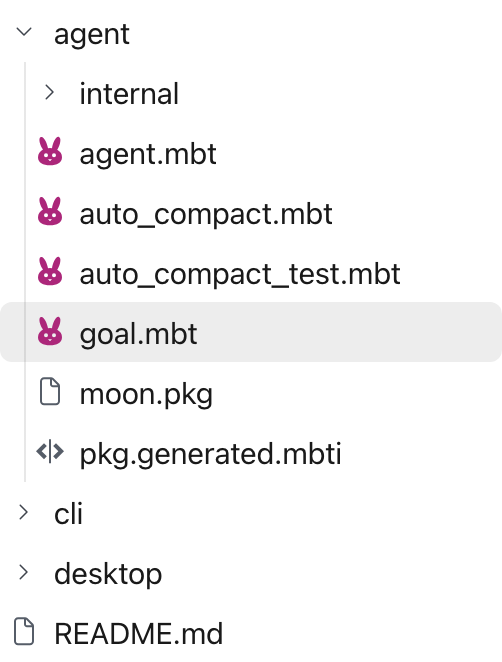 agent
internal
agent.mbt
auto_compact.mbt
auto_compact_test.mbt
goal.mbt
moon.pkg
pkg.generated.mbti
cli
desktop
README.md